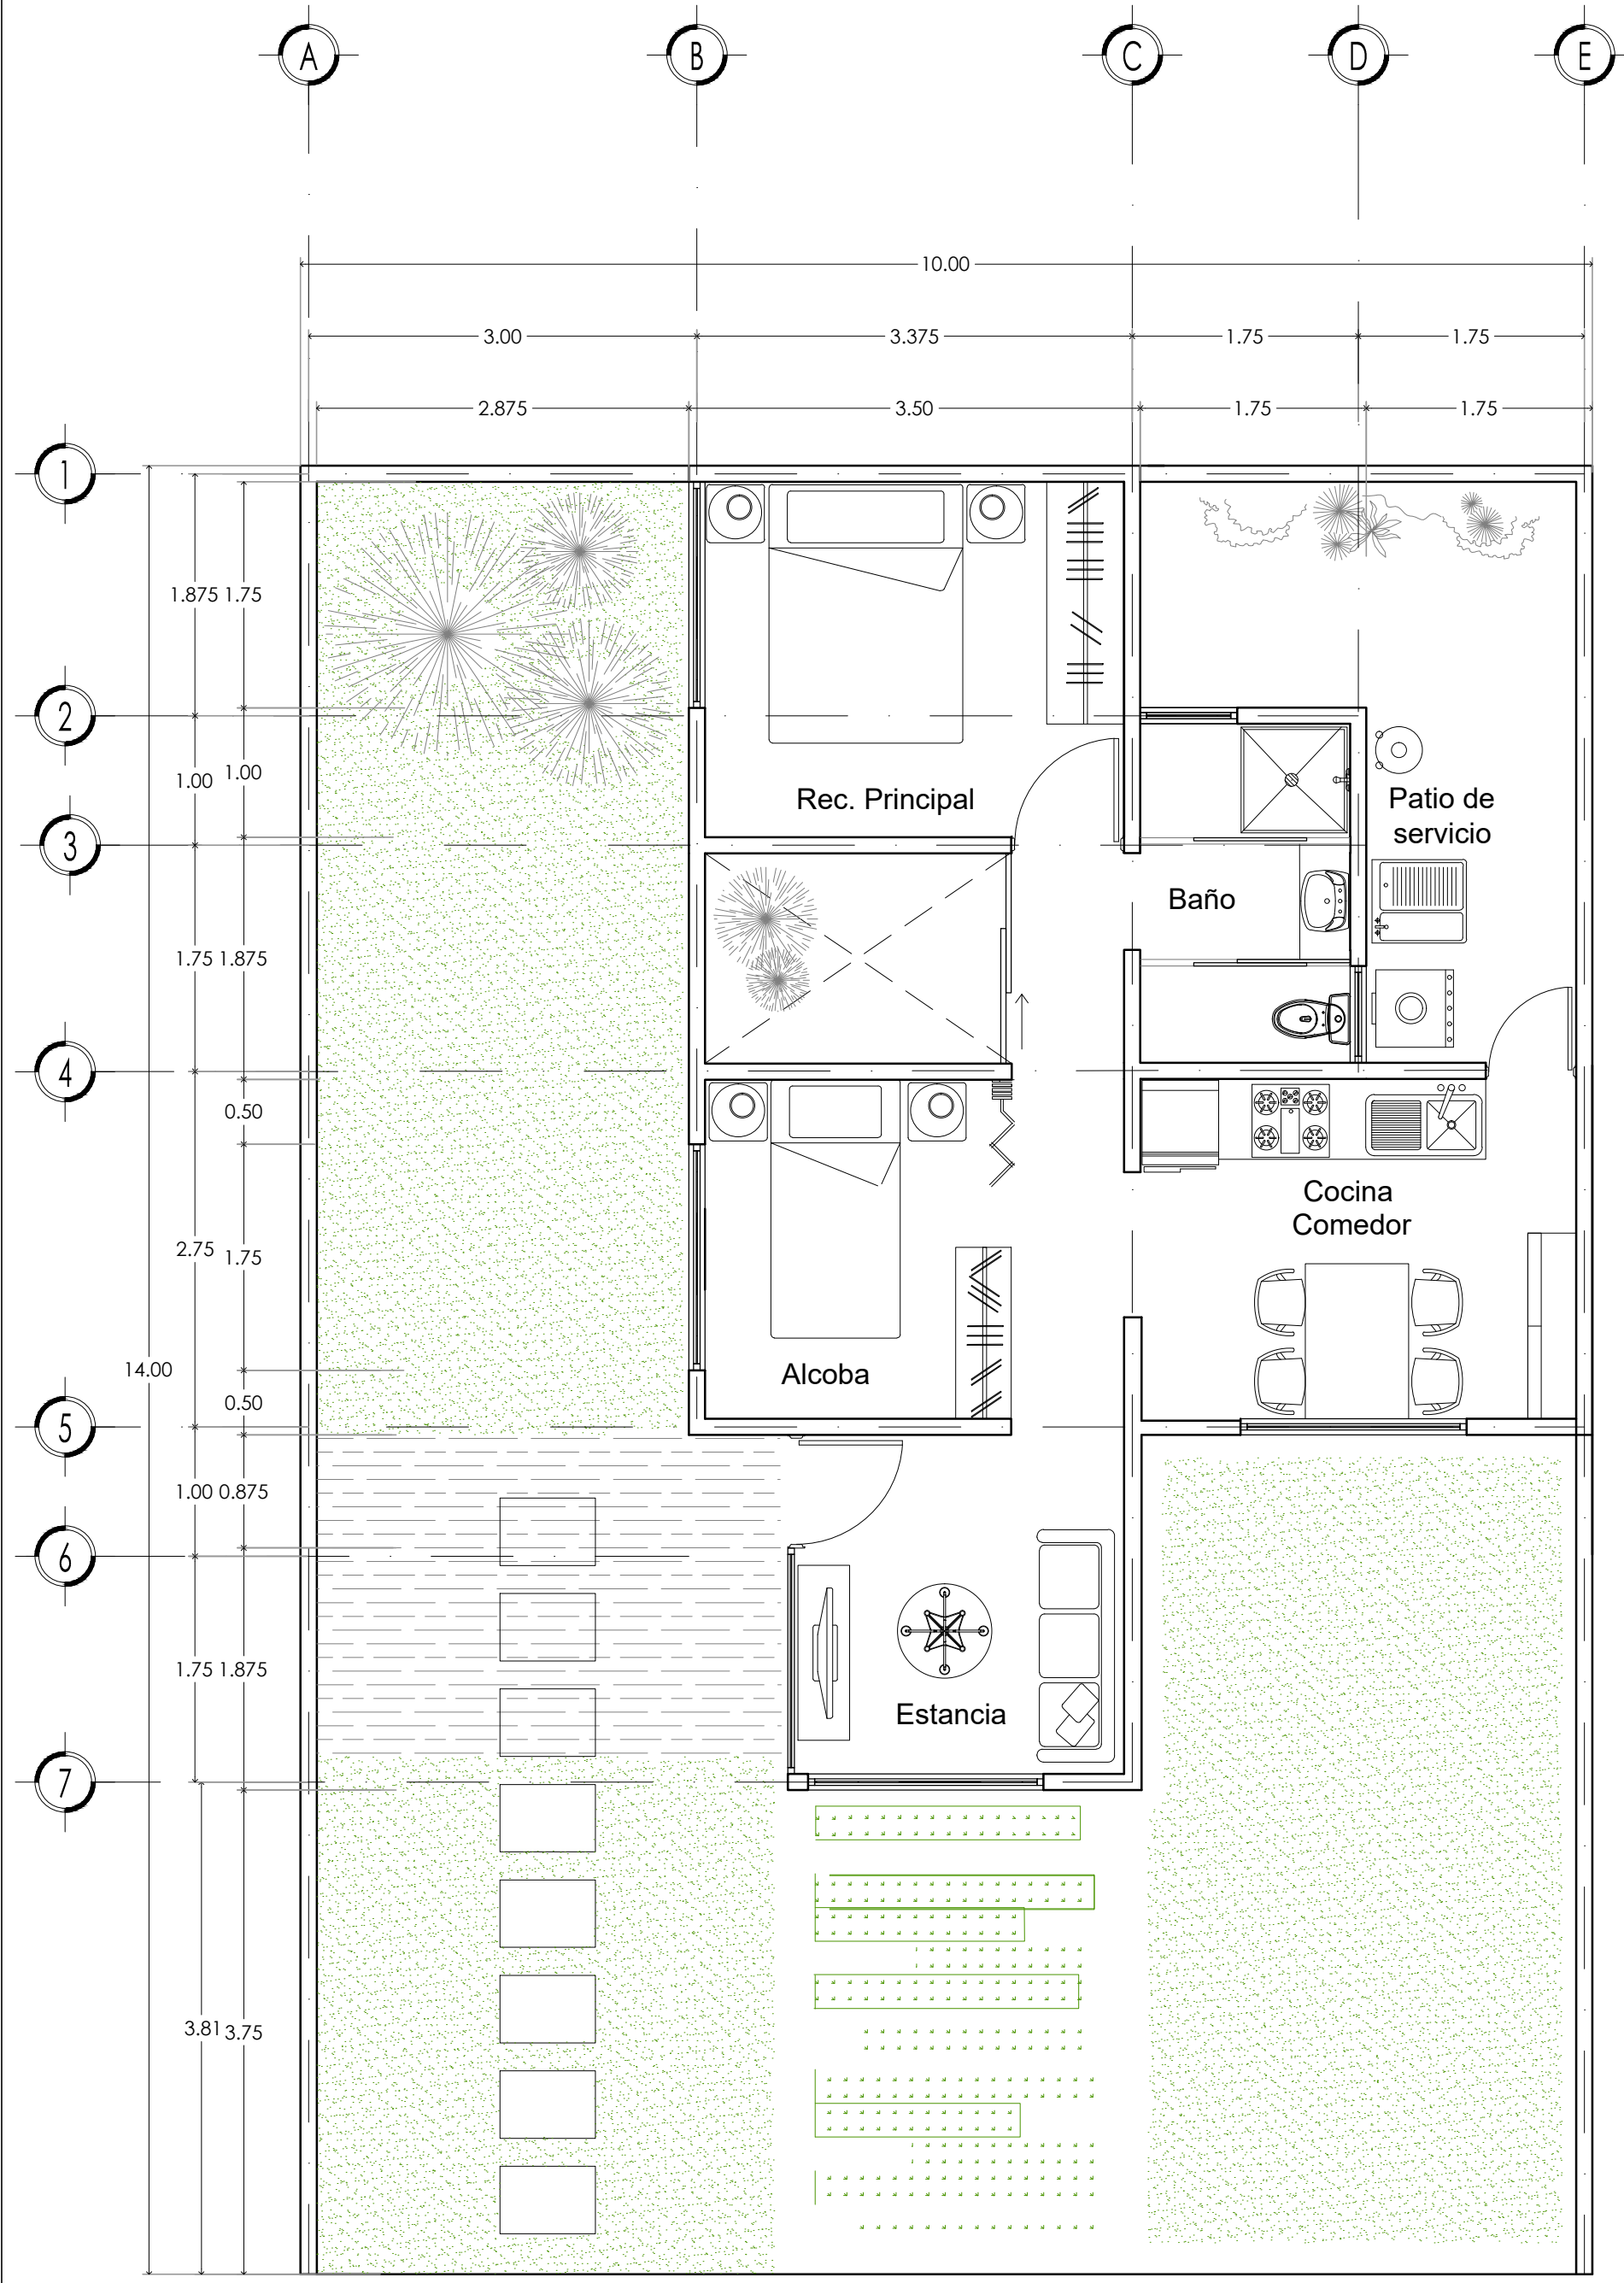 A B C D E
10.00
3.00 3.375 1.75 1.75
2.875 3.50 1.75 1.75
1
1.875 1.75
2
1.00 1.00
Rec. Principal
Patio de
servicio
3
Baño
1.75 1.875
4
0.50
Cocina
Comedor
2.75 1.75
14.00
Alcoba
0.50
5
1.00 0.875
6
1.75 1.875
Estancia
7
3.81 3.75